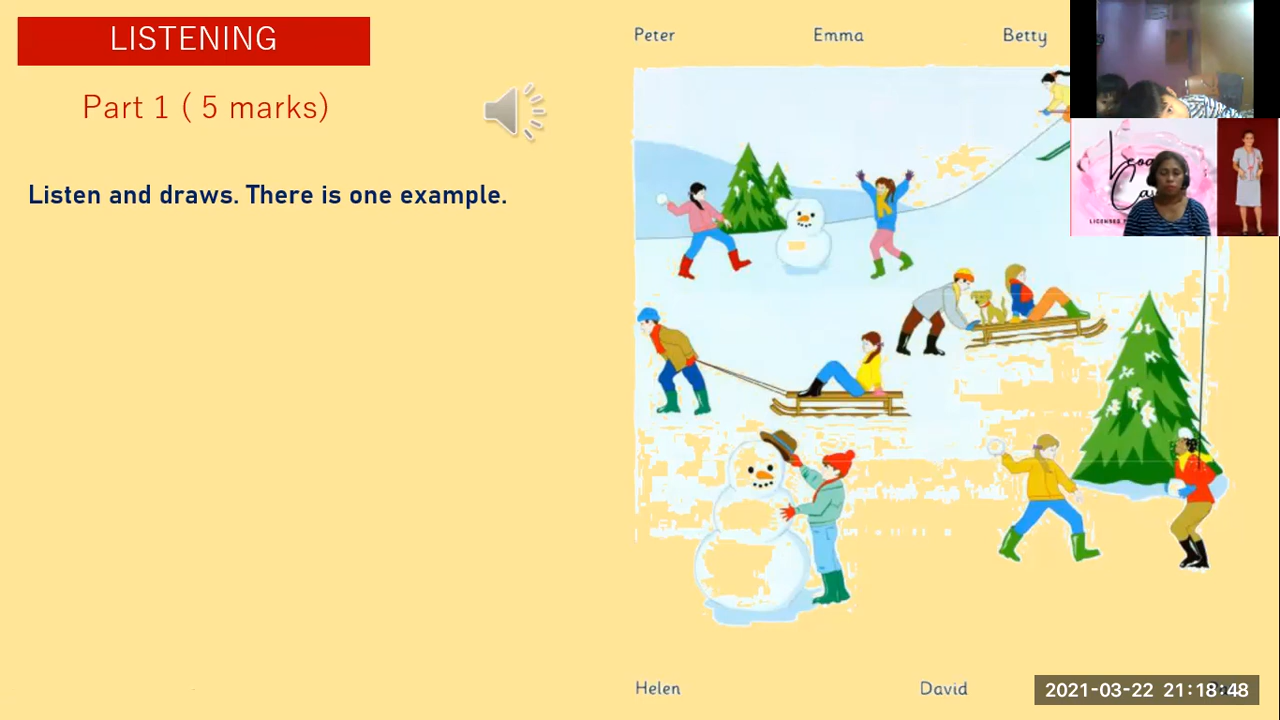 LISTENING
Part 1 ( 5 marks)
Listen and draws. There is one example.
Peter Emma Betty
Helen David
2021-03-22 21:18:48